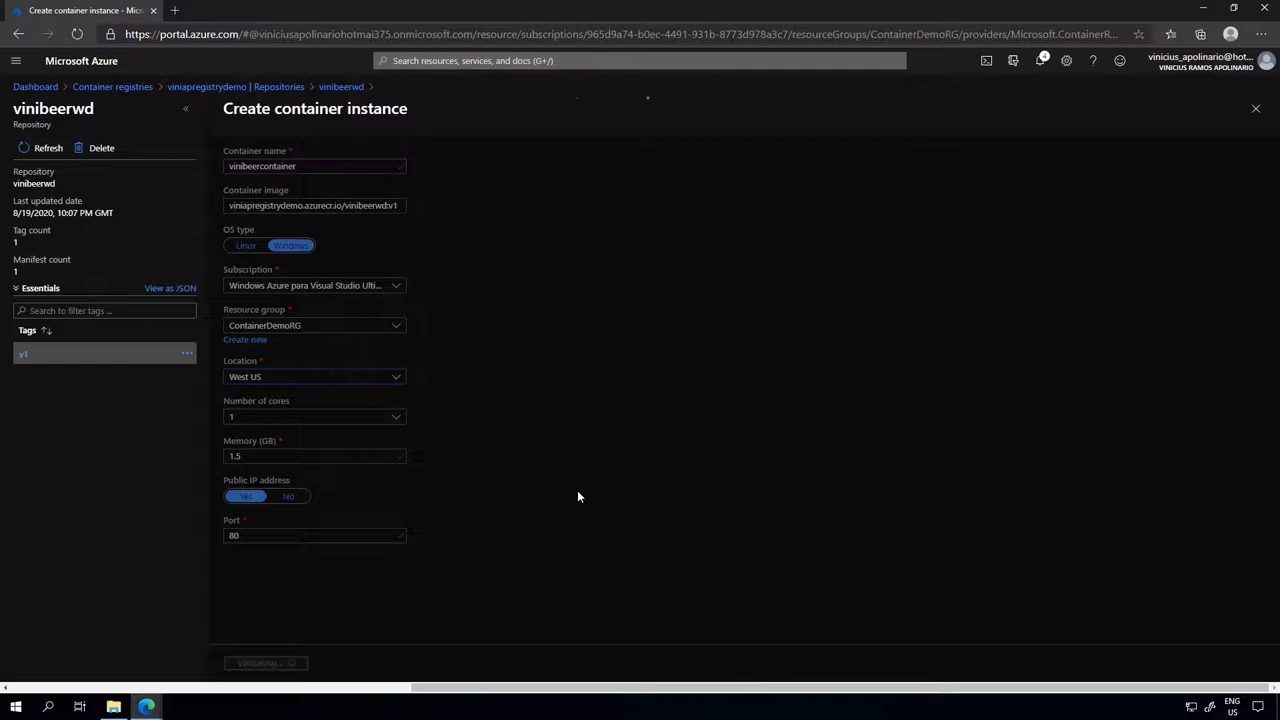 Create container instance - Micr
https://portal.azure.com/#@viniciusapolinariohotmai375.onmicrosoft.com/resource/subscriptions/965d9a74-b0ec-4491-931b-8773d978a3c7/resourceGroups/ContainerDemoRG/providers/Microsoft.ContainerR...
Microsoft Azure
Search resources, services, and docs (G+/)
4
vinicius_apolinario@hot...
VINICIUS RAMOS APOLINARIO
Dashboard
Container registries
viniapregistrydemo | Repositories
vinibeerwd
vinibeerwd
Repository
Refresh
Delete
Repository
vinibeerwd
Last updated date
8/19/2020, 10:07 PM GMT
Tag count
1
Manifest count
1
Essentials
View as JSON
Search to filter tags ...
Tags
v1
Create container instance
Container name *
vinibeercontainer
Container image
viniapregistrydemo.azurecr.io/vinibeerwd:v1
OS type
Linux
Windows
Subscription *
Windows Azure para Visual Studio Ulti...
Resource group *
ContainerDemoRG
Create new
Location *
West US
Number of cores
1
Memory (GB) *
1.5
Public IP address
Yes
No
Port *
80
Validating...
ENG
US